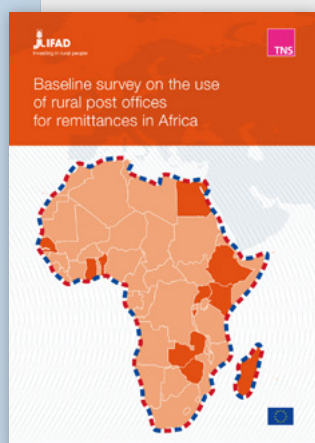 IFAD
Investing in rural people
TNS
Baseline survey on the use
of rural post offices
for remittances in Africa